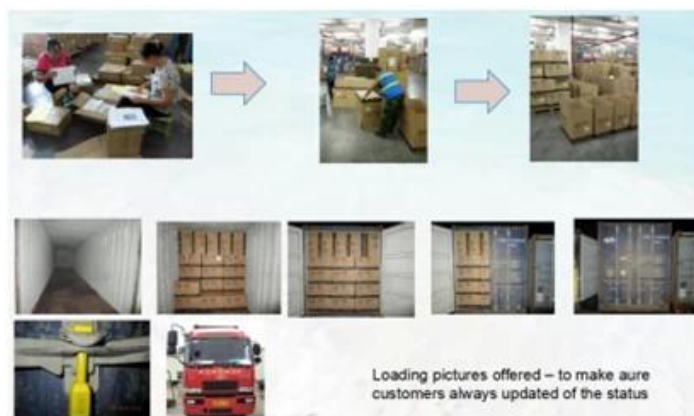 Loading pictures offered – to make aure
customers always updated of the status